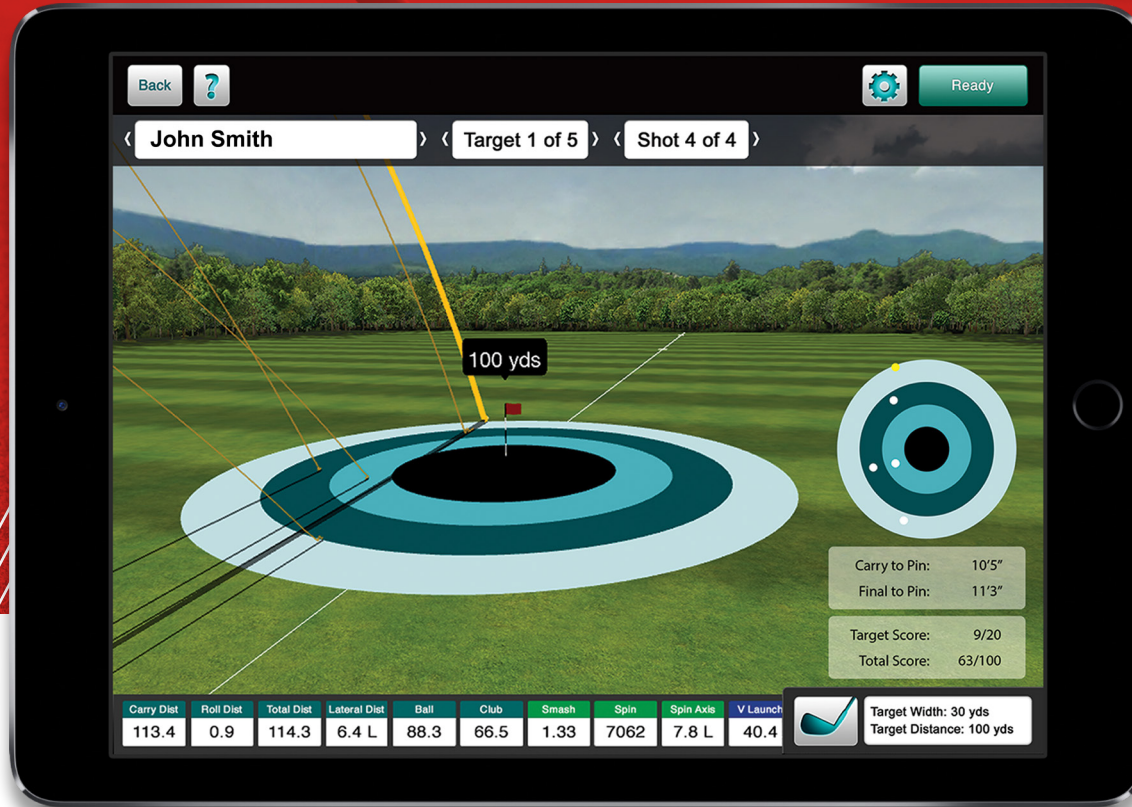 Back ? Ready
John Smith Target 1 of 5 Shot 4 of 4
100 yds
Carry to Pin: 10'5"
Final to Pin: 11'3"
Target Score: 9/20
Total Score: 63/100
Carry Dist Roll Dist Total Dist Lateral Dist Ball Club Smash Spin Spin Axis V Launch
113.4 0.9 114.3 6.4 L 88.3 66.5 1.33 7062 7.8 L 40.4
Target Width: 30 yds
Target Distance: 100 yds